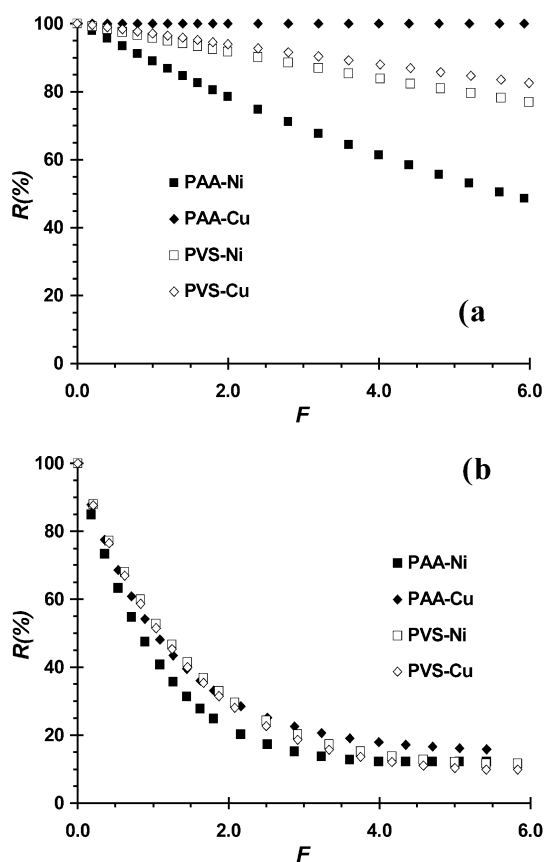 100
80
60
40
20
0
R(%)
PAA-Ni
PAA-Cu
PVS-Ni
PVS-Cu
(a
0.0 2.0 4.0 6.0
F
100
80
60
40
20
0
R(%)
(b
PAA-Ni
PAA-Cu
PVS-Ni
PVS-Cu
0.0 2.0 4.0 6.0
F